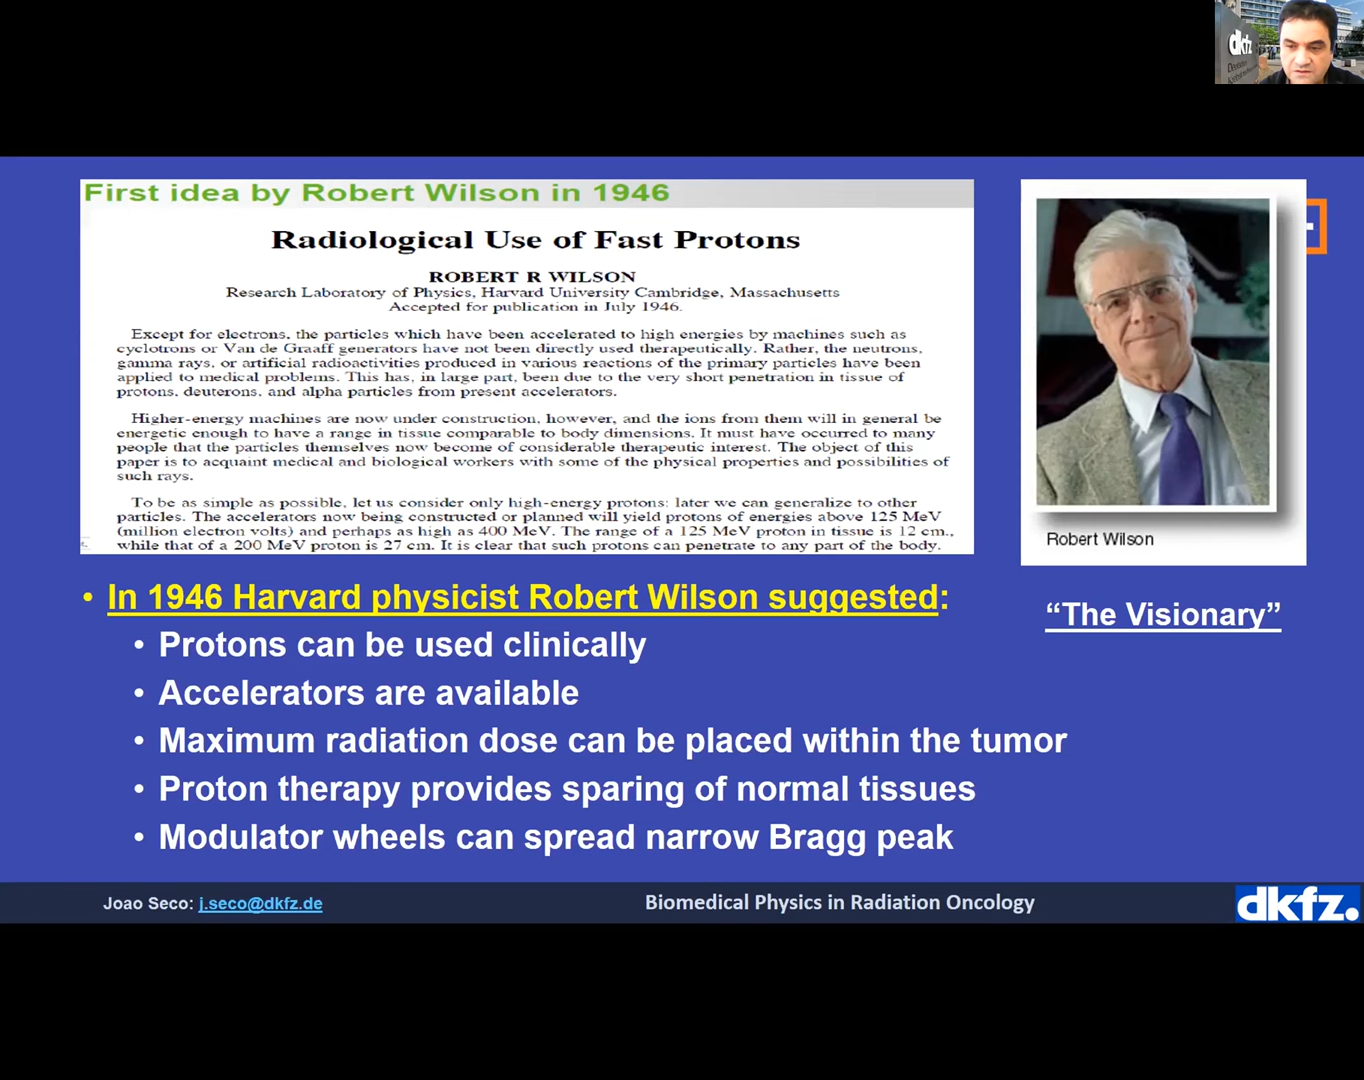 dkfz
First idea by Robert Wilson in 1946
Radiological Use of Fast Protons
ROBERT R WILSON
Research Laboratory of Physics, Harvard University Cambridge, Massachusetts
Accepted for publication in July 1946.
Except for electrons, the particles which have been accelerated to high energies by machines such as
cyclotrons or Van de Graaff generators have not been directly used therapeutically. Rather, the neutrons,
gamma rays, or artificial radioactivities produced in various reactions of the primary particles have been
applied to medical problems. This has, in large part, been due to the very short penetration in tissue of
protons, deuterons, and alpha particles from present accelerators.
Higher-energy machines are now under construction, however, and the ions from them will in general be
energetic enough to have a range in tissue comparable to body dimensions. It must have occurred to many
people that the particles themselves now become of considerable therapeutic interest. The object of this
paper is to acquaint medical and biological workers with some of the physical properties and possibilities of
such rays.
To be as simple as possible, let us consider only high-energy protons: later we can generalize to other
particles. The accelerators now being constructed or planned will yield protons of energies above 125 MeV
(million electron volts) and perhaps as high as 400 MeV. The range of a 125 MeV proton in tissue is 12 cm.,
while that of a 200 MeV proton is 27 cm. It is clear that such protons can penetrate to any part of the body.
Robert Wilson
“The Visionary”
• In 1946 Harvard physicist Robert Wilson suggested:
• Protons can be used clinically
• Accelerators are available
• Maximum radiation dose can be placed within the tumor
• Proton therapy provides sparing of normal tissues
• Modulator wheels can spread narrow Bragg peak
Joao Seco: j.seco@dkfz.de
Biomedical Physics in Radiation Oncology
dkfz.